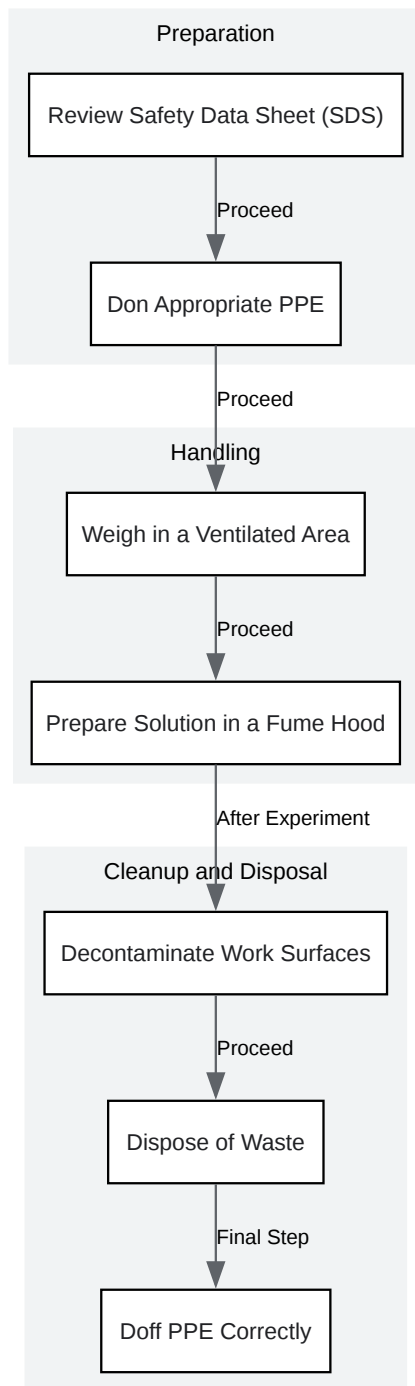 Preparation
Review Safety Data Sheet (SDS)
Proceed
Don Appropriate PPE
Proceed
Handling
Weigh in a Ventilated Area
Proceed
Prepare Solution in a Fume Hood
After Experiment
Cleanup and Disposal
Decontaminate Work Surfaces
Proceed
Dispose of Waste
Final Step
Doff PPE Correctly